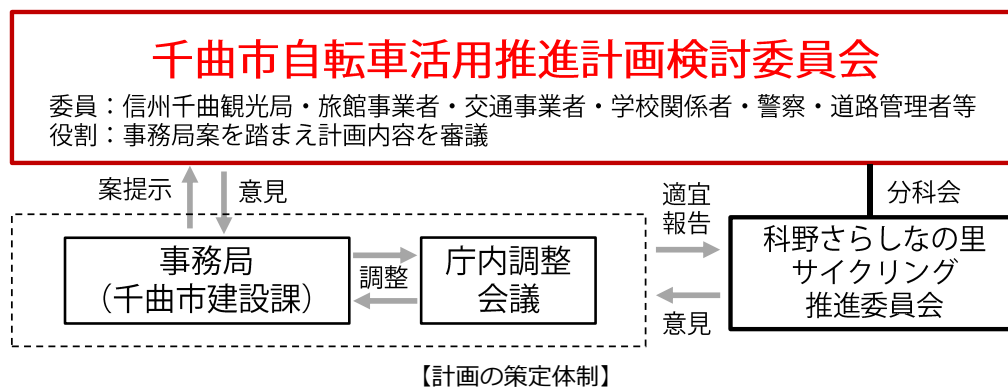 千曲市自転車活用推進計画検討委員会
委員：信州千曲観光局・旅館事業者・交通事業者・学校関係者・警察・道路管理者等
役割：事務局案を踏まえ計画内容を審議
案提示
意見
分科会
事務局
（千曲市建設課）
調整
庁内調整
会議
適宜
報告
意見
科野さらしなの里
サイクリング
推進委員会
【計画の策定体制】